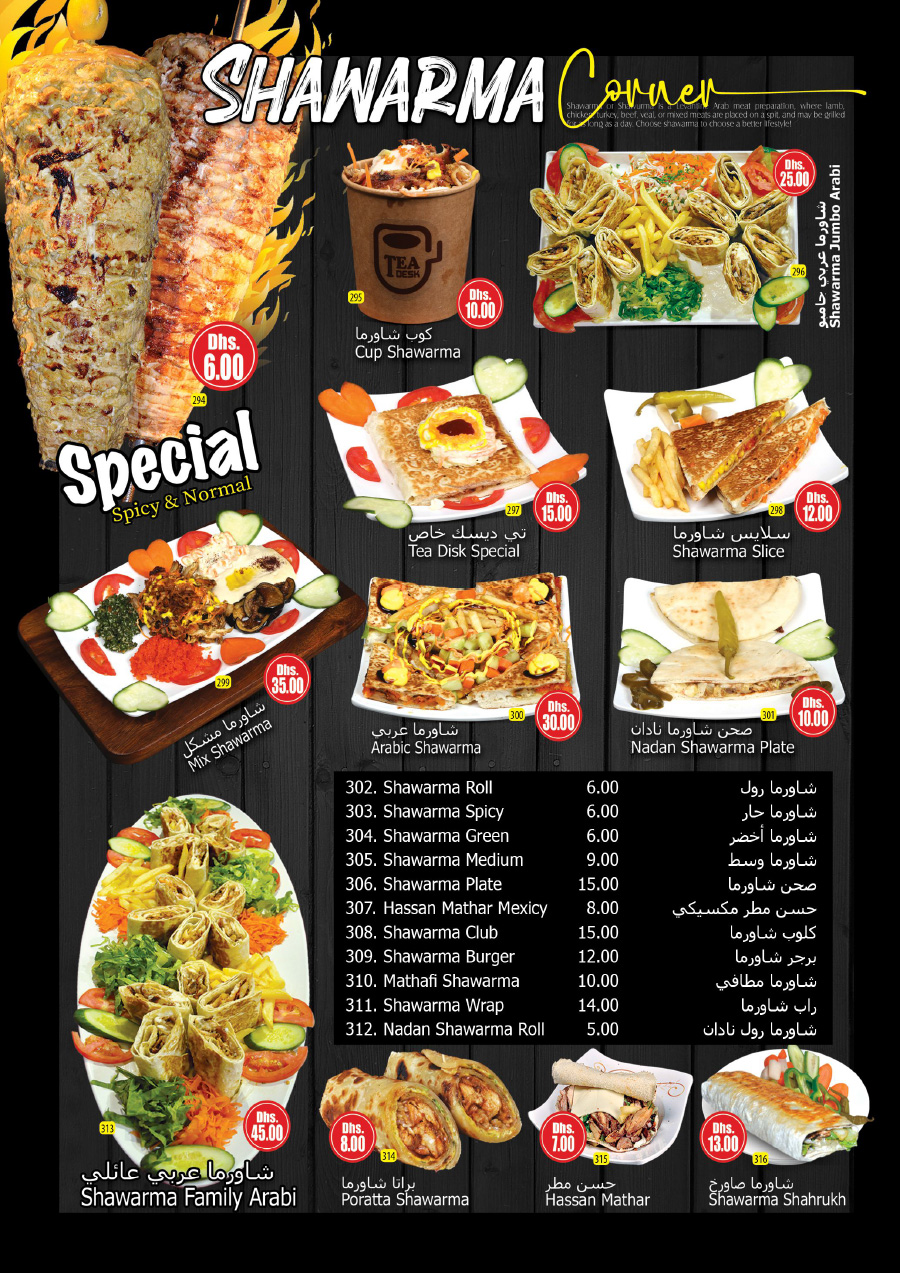 SHAWARMA Corner
Shawarma or Shawurma is a Levantine Arab meat preparation, where lamb,
chicken, turkey, beef, veal, or mixed meats are placed on a spit, and may be grilled
for as long as a day. Choose shawarma to choose a better lifestyle!
Dhs.
6.00
294
Special
Spicy & Normal
TEA
DESK
295
Dhs.
10.00
كوب شاورما
Cup Shawarma
Dhs.
25.00
296
شاورما عربي جامبو
Shawarma Jumbo Arabi
297
Dhs.
15.00
تي ديسك خاص
Tea Disk Special
298
Dhs.
12.00
سلايس شاورما
Shawarma Slice
299
Dhs.
35.00
شاورما مشكل
Mix Shawarma
300
Dhs.
30.00
شاورما عربي
Arabic Shawarma
301
Dhs.
10.00
صحن شاورما نادان
Nadan Shawarma Plate
302. Shawarma Roll 6.00 شاورما رول
303. Shawarma Spicy 6.00 شاورما حار
304. Shawarma Green 6.00 شاورما أخضر
305. Shawarma Medium 9.00 شاورما وسط
306. Shawarma Plate 15.00 صحن شاورما
307. Hassan Mathar Mexicy 8.00 حسن مطر مكسيكي
308. Shawarma Club 15.00 كلوب شاورما
309. Shawarma Burger 12.00 برجر شاورما
310. Mathafi Shawarma 10.00 شاورما مطافي
311. Shawarma Wrap 14.00 راب شاورما
312. Nadan Shawarma Roll 5.00 شاورما رول نادان
313
Dhs.
45.00
شاورما عربي عائلي
Shawarma Family Arabi
Dhs.
8.00
314
براتا شاورما
Poratta Shawarma
Dhs.
7.00
315
حسن مطر
Hassan Mathar
Dhs.
13.00
316
شاورما صاورخ
Shawarma Shahrukh